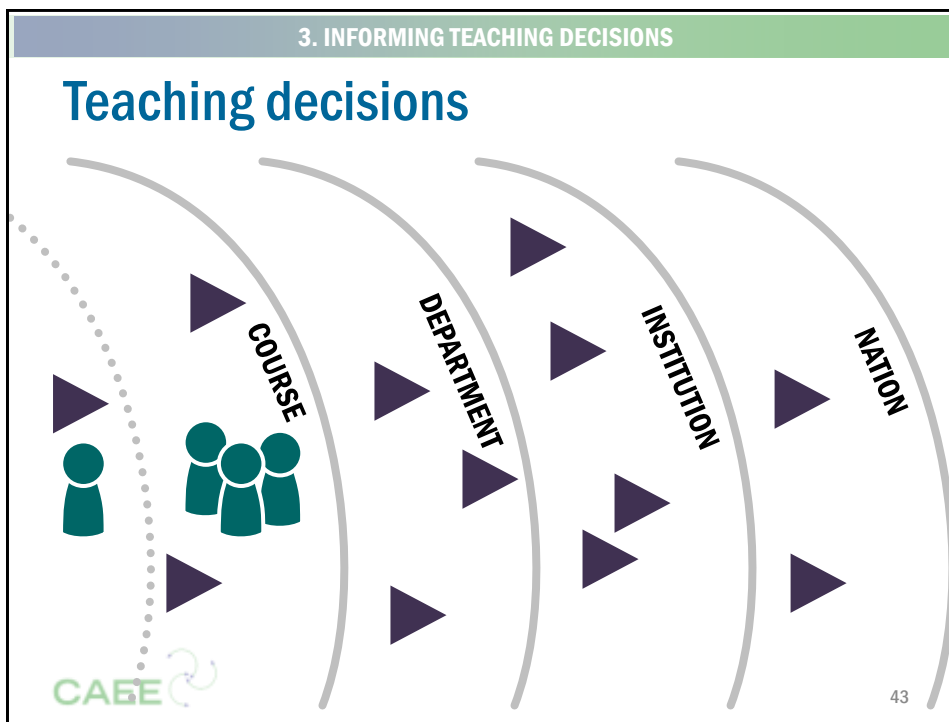 3. INFORMING TEACHING DECISIONS
Teaching decisions
COURSE
DEPARTMENT
INSTITUTION
NATION
CAEE
43